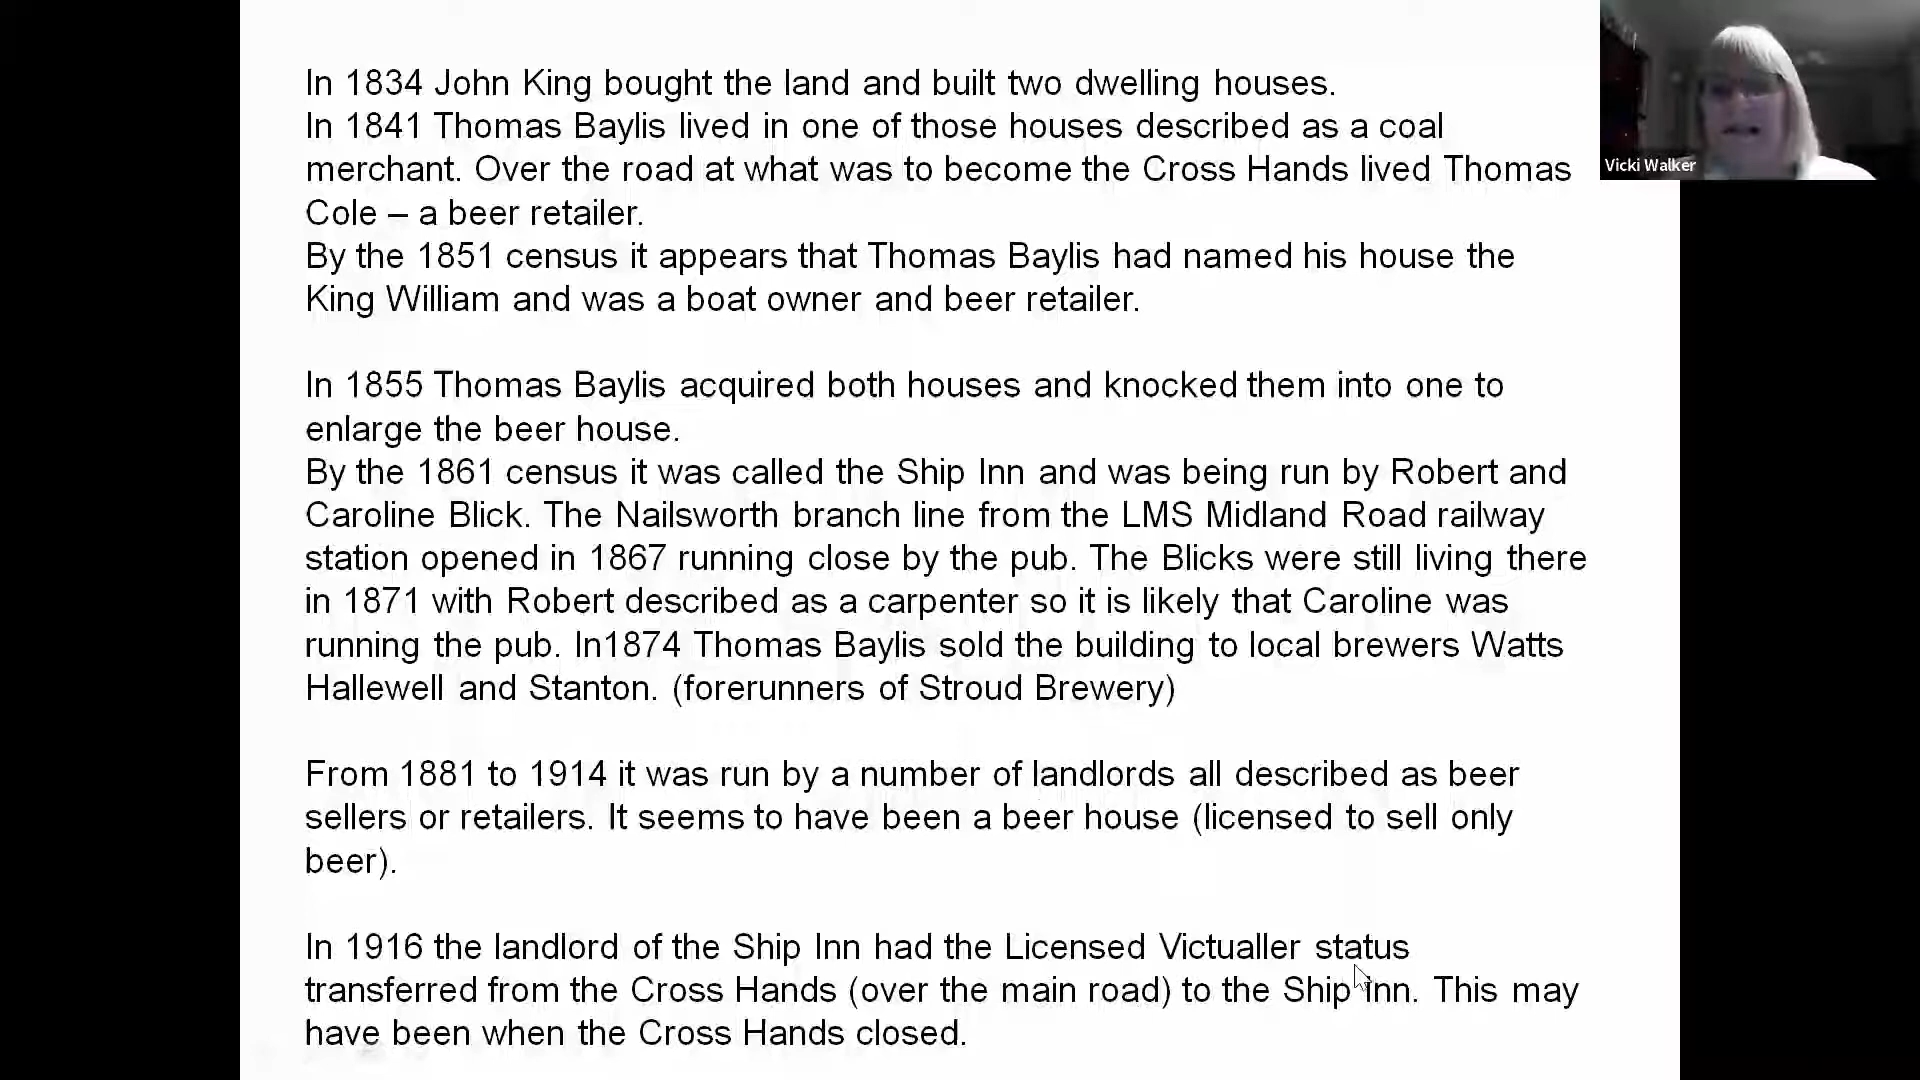 In 1834 John King bought the land and built two dwelling houses.
In 1841 Thomas Baylis lived in one of those houses described as a coal
merchant. Over the road at what was to become the Cross Hands lived Thomas
Cole – a beer retailer.
By the 1851 census it appears that Thomas Baylis had named his house the
King William and was a boat owner and beer retailer.
In 1855 Thomas Baylis acquired both houses and knocked them into one to
enlarge the beer house.
By the 1861 census it was called the Ship Inn and was being run by Robert and
Caroline Blick. The Nailsworth branch line from the LMS Midland Road railway
station opened in 1867 running close by the pub. The Blicks were still living there
in 1871 with Robert described as a carpenter so it is likely that Caroline was
running the pub. In1874 Thomas Baylis sold the building to local brewers Watts
Hallewell and Stanton. (forerunners of Stroud Brewery)
From 1881 to 1914 it was run by a number of landlords all described as beer
sellers or retailers. It seems to have been a beer house (licensed to sell only
beer).
In 1916 the landlord of the Ship Inn had the Licensed Victualler status
transferred from the Cross Hands (over the main road) to the Ship Inn. This may
have been when the Cross Hands closed.
Vicki Walker